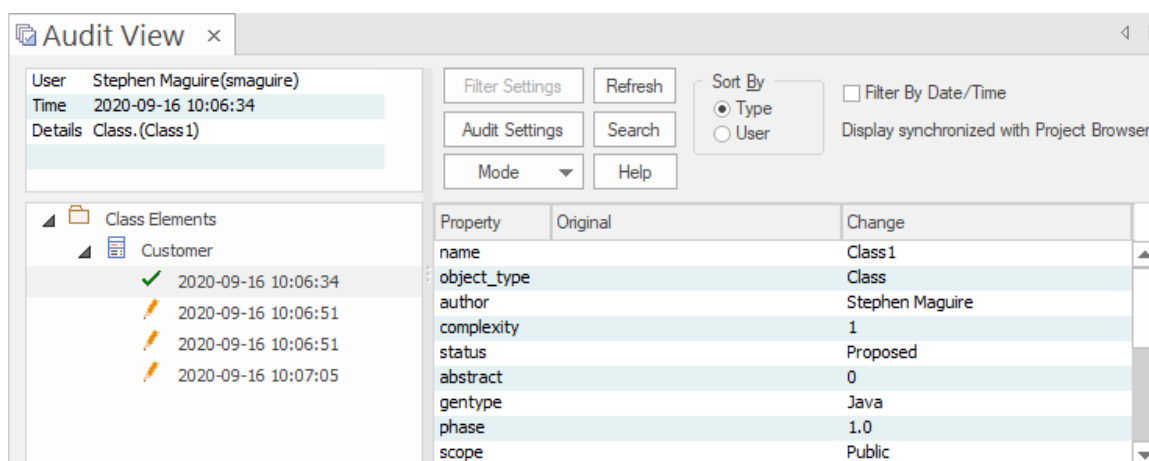 Audit View ×
User Stephen Maguire(smaguire)
Time 2020-09-16 10:06:34
Details Class.(Class1)
Filter Settings Refresh
Audit Settings Search
Mode Help
Sort By
Type
User
Filter By Date/Time
Display synchronized with Project Browser
Class Elements
Customer
2020-09-16 10:06:34
2020-09-16 10:06:51
2020-09-16 10:06:51
2020-09-16 10:07:05
Property Original Change
name Class1
object_type Class
author Stephen Maguire
complexity 1
status Proposed
abstract 0
gentype Java
phase 1.0
scope Public